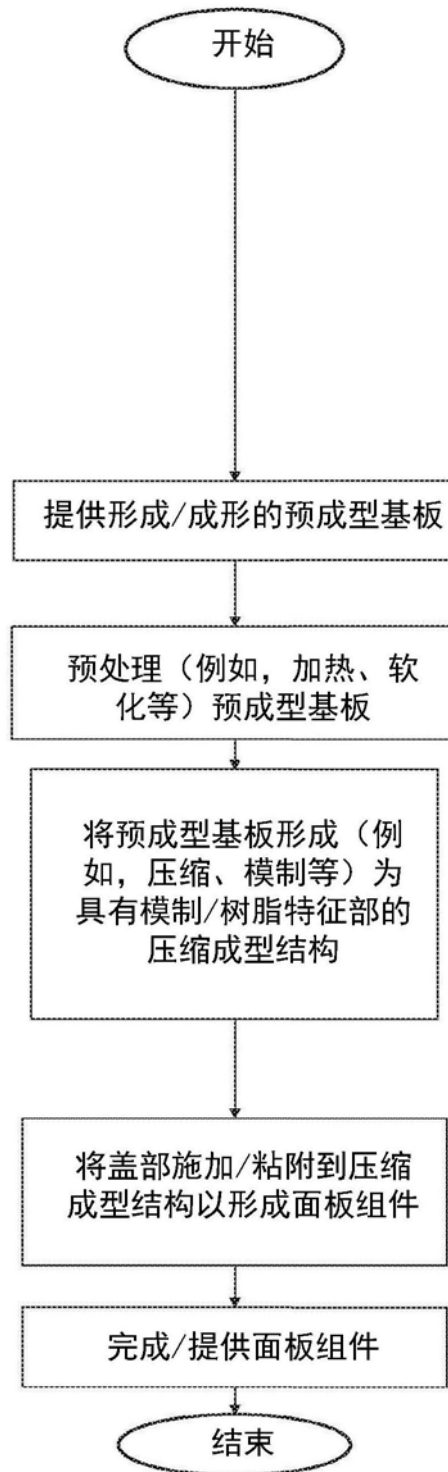 开始
提供形成/成形的预成型基板
预处理（例如，加热、软
化等）预成型基板
将预成型基板形成（例
如，压缩、模制等）为
具有模制/树脂特征部的
压缩成型结构
将盖部施加/粘附到压缩
成型结构以形成面板组件
完成/提供面板组件
结束